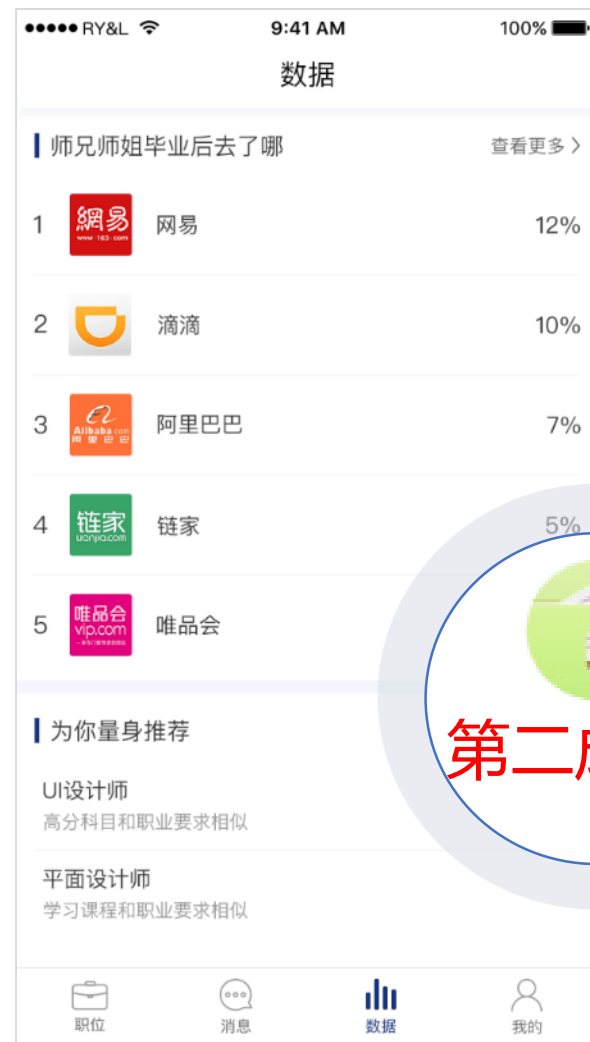 RY&L 9:41 AM 100%
数据
师兄师姐毕业后去了哪 查看更多
1 網易 www·163·com 网易 12%
2 滴滴 10%
3 Alibaba.com 阿里巴巴 阿里巴巴 7%
4 链家 Lianjia.com 链家 5%
5 唯品会 vip.com 唯品会
为你量身推荐
第二
UI设计师
高分科目和职业要求相似
平面设计师
学习课程和职业要求相似
职位 消息 数据 我的